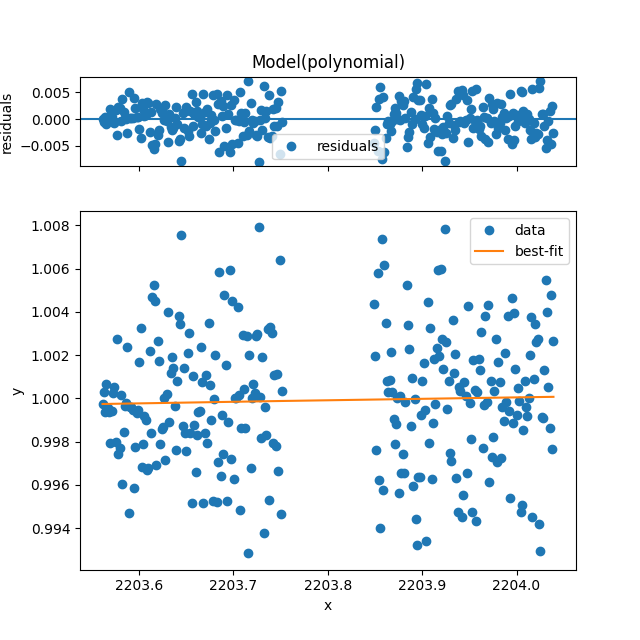 Model(polynomial)
residuals
0.005
0.000
−0.005
residuals
y
1.008
1.006
1.004
1.002
1.000
0.998
0.996
0.994
data
best-fit
2203.6 2203.7 2203.8 2203.9 2204.0
x